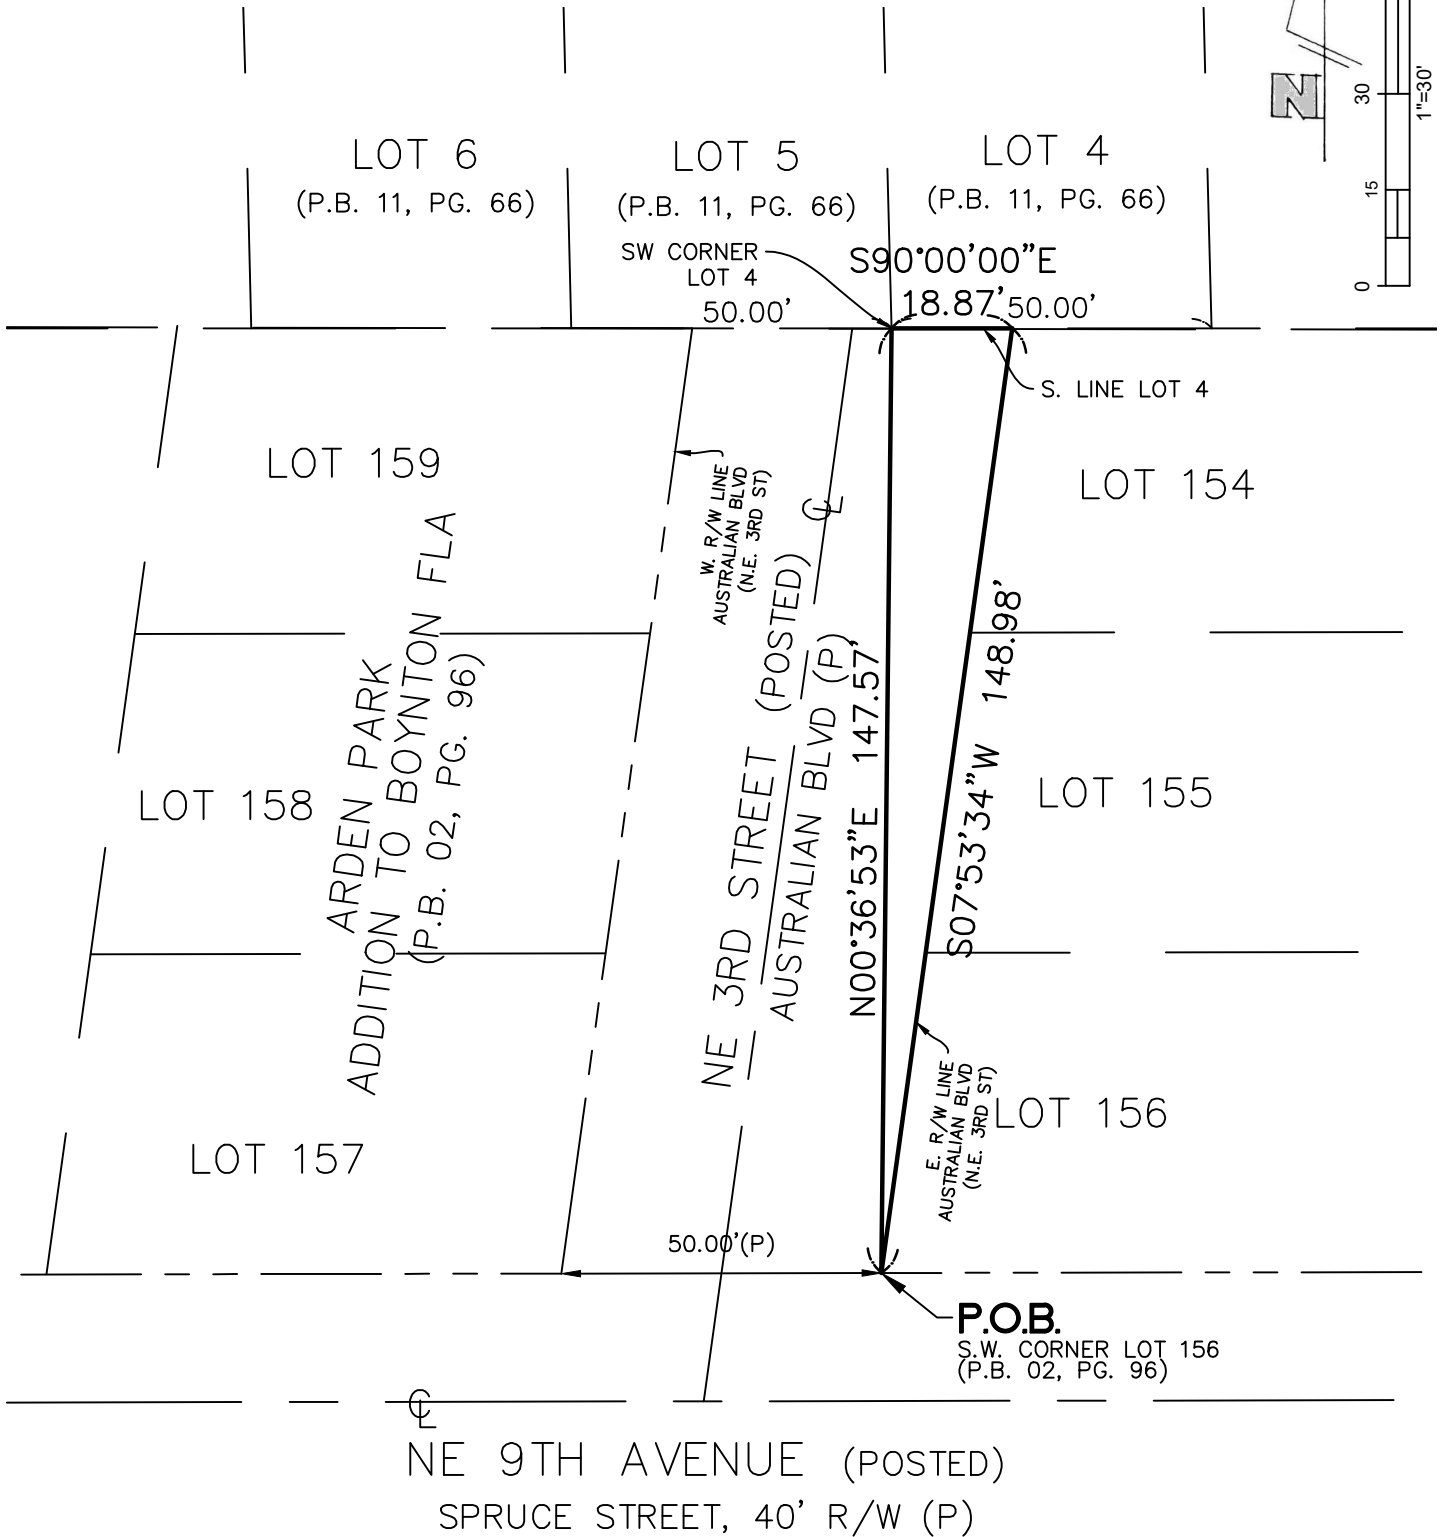 N
30
15
0
1"=30'
LOT 6
(P.B. 11, PG. 66)
LOT 5
(P.B. 11, PG. 66)
LOT 4
(P.B. 11, PG. 66)
SW CORNER
LOT 4
S90°00'00"E
18.87'
50.00'
50.00'
S. LINE LOT 4
LOT 159
W. R/W LINE
AUSTRALIAN BLVD
(N.E. 3RD ST)
CL
LOT 154
ARDEN PARK
ADDITION TO BOYNTON FLA
(P.B. 02, PG. 96)
NE 3RD STREET (POSTED)
AUSTRALIAN BLVD (P)
N00°36'53"E 147.57'
S07°53'34"W 148.98'
LOT 158
LOT 155
E. R/W LINE
AUSTRALIAN BLVD
(N.E. 3RD ST)
LOT 157
LOT 156
50.00'(P)
P.O.B.
S.W. CORNER LOT 156
(P.B. 02, PG. 96)
CL
NE 9TH AVENUE (POSTED)
SPRUCE STREET, 40' R/W (P)